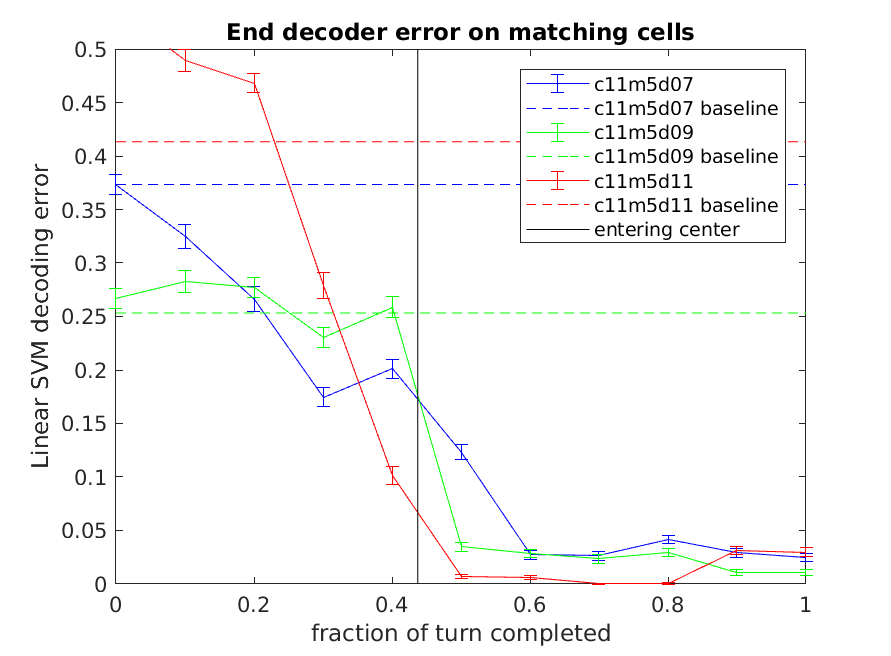 End decoder error on matching cells
Linear SVM decoding error
0.5
0.45
0.4
0.35
0.3
0.25
0.2
0.15
0.1
0.05
0
c11m5d07
c11m5d07 baseline
c11m5d09
c11m5d09 baseline
c11m5d11
c11m5d11 baseline
entering center
0 0.2 0.4 0.6 0.8 1
fraction of turn completed